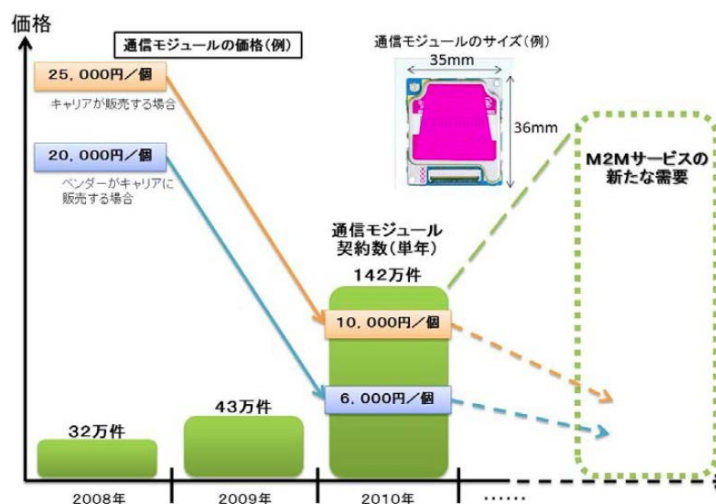 価格
通信モジュールの価格(例)
通信モジュールのサイズ(例)
35mm
36mm
25,000円/個
キャリアが販売する場合
20,000円/個
ベンダーがキャリアに
販売する場合
M2Mサービスの
新たな需要
通信モジュール
契約数(単年)
142万件
10,000円/個
6,000円/個
43万件
32万件
2008年
2009年
2010年
……